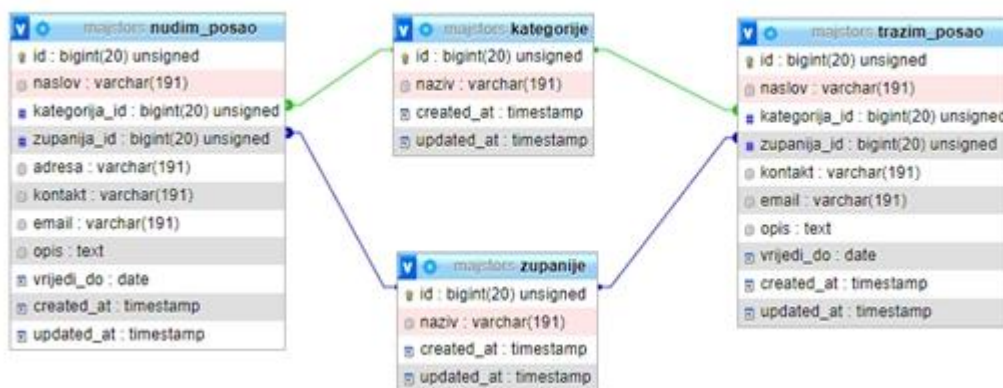 majstors nudim_posao
id : bigint(20) unsigned
naslov : varchar(191)
kategorija_id : bigint(20) unsigned
zupanija_id : bigint(20) unsigned
adresa : varchar(191)
kontakt : varchar(191)
email : varchar(191)
opis : text
vrijedi_do : date
created_at : timestamp
updated_at : timestamp
majstors kategorije
id : bigint(20) unsigned
naziv : varchar(191)
created_at : timestamp
updated_at : timestamp
majstors zupanije
id : bigint(20) unsigned
naziv : varchar(191)
created_at : timestamp
updated_at : timestamp
majstors trazim_posao
id : bigint(20) unsigned
naslov : varchar(191)
kategorija_id : bigint(20) unsigned
zupanija_id : bigint(20) unsigned
kontakt : varchar(191)
email : varchar(191)
opis : text
vrijedi_do : date
created_at : timestamp
updated_at : timestamp